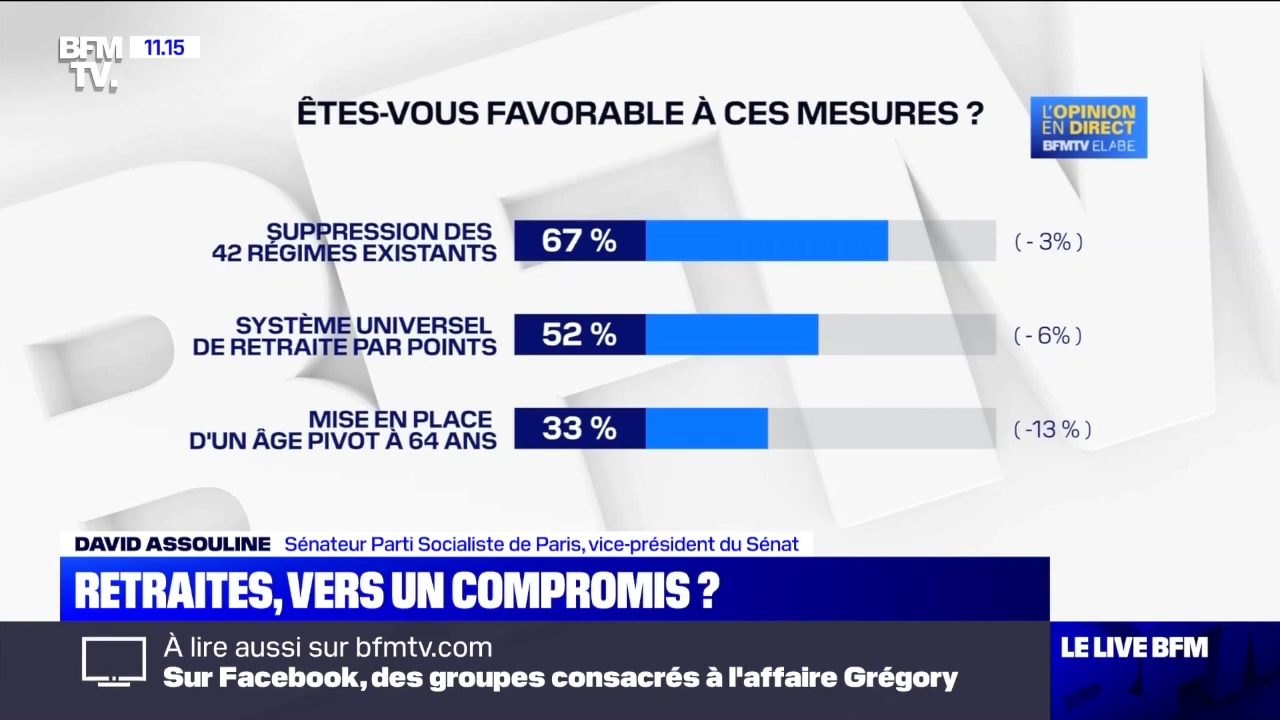 BFM 11.15
TV.
ÊTES-VOUS FAVORABLE À CES MESURES ?
L'OPINION
EN DIRECT
BFMTV ELABE
SUPPRESSION DES
42 RÉGIMES EXISTANTS
67 %
( - 3% )
SYSTÈME UNIVERSEL
DE RETRAITE PAR POINTS
52 %
( - 6% )
MISE EN PLACE
D'UN ÂGE PIVOT À 64 ANS
33 %
( -13 % )
DAVID ASSOULINE Sénateur Parti Socialiste de Paris, vice-président du Sénat
RETRAITES, VERS UN COMPROMIS ?
À lire aussi sur bfmtv.com
Sur Facebook, des groupes consacrés à l'affaire Grégory
LE LIVE BFM